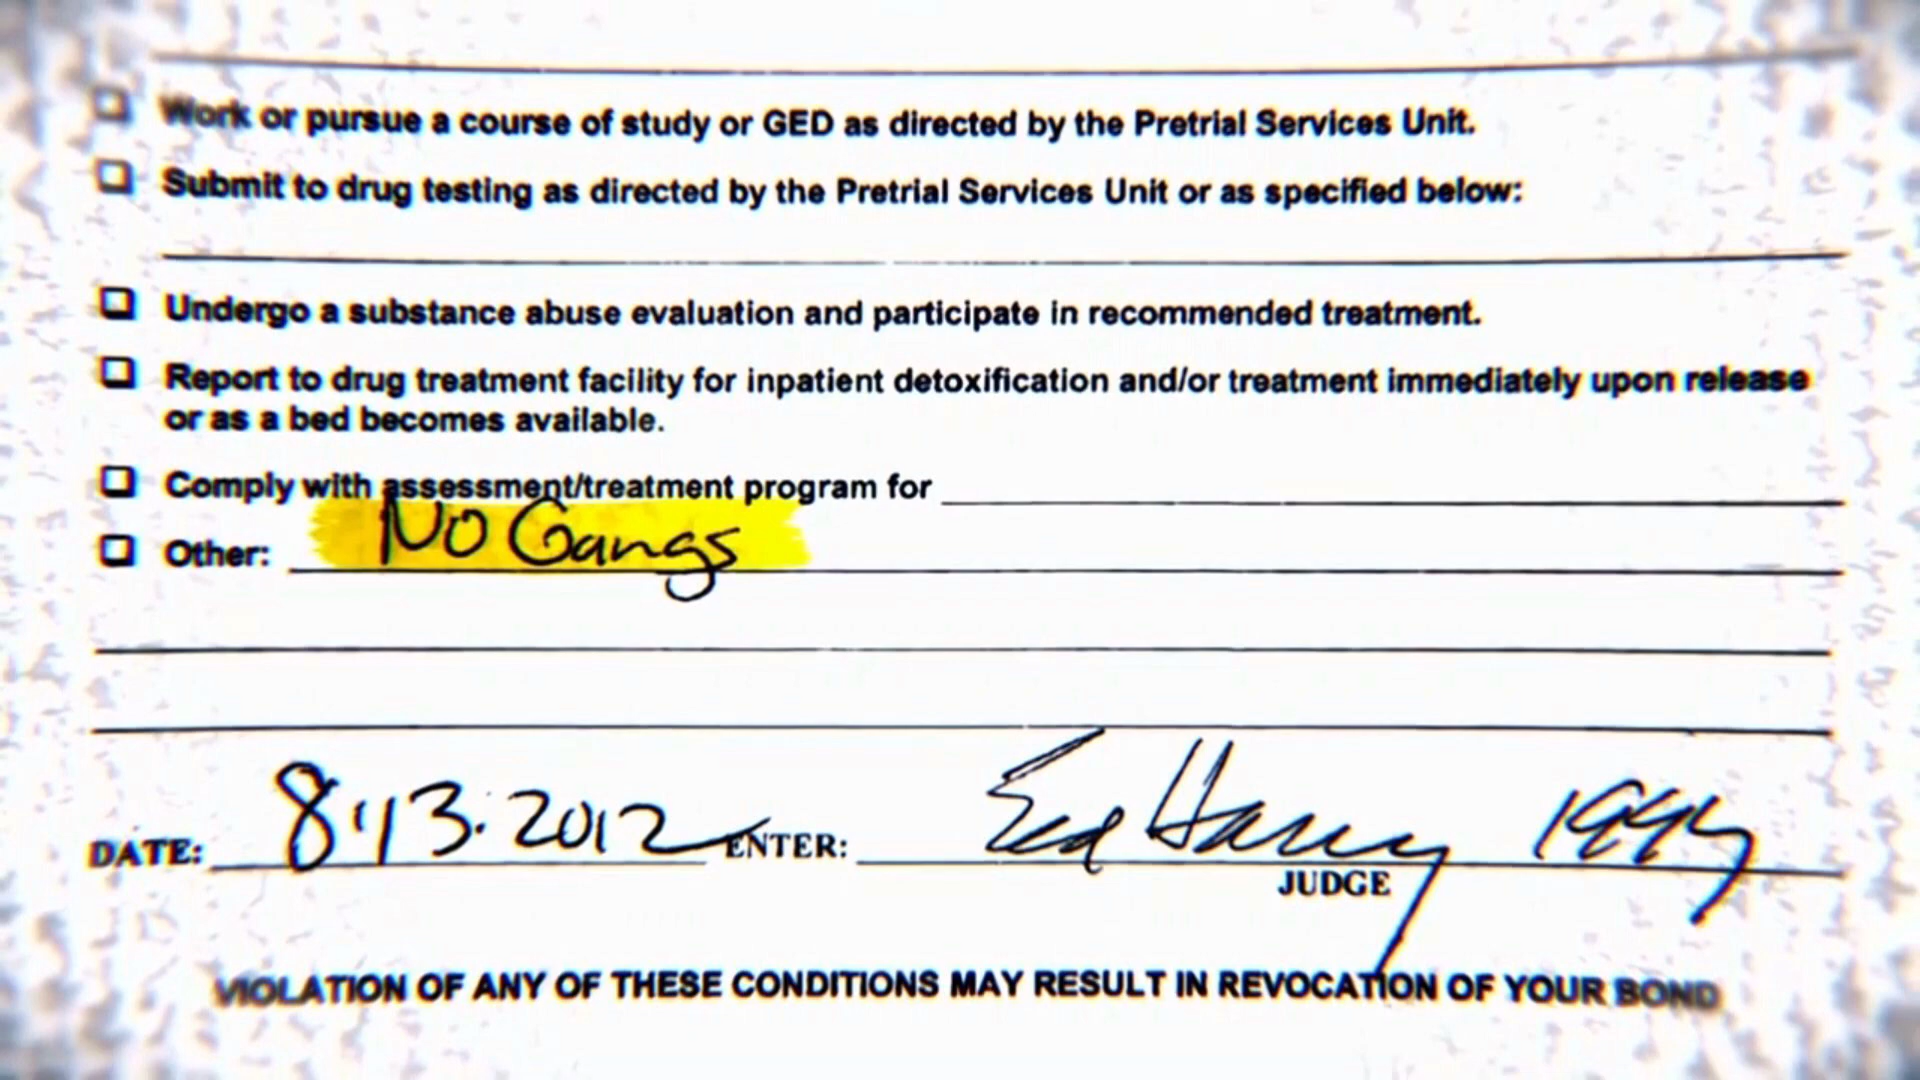 Work or pursue a course of study or GED as directed by the Pretrial Services Unit.
Submit to drug testing as directed by the Pretrial Services Unit or as specified below:
Undergo a substance abuse evaluation and participate in recommended treatment.
Report to drug treatment facility for inpatient detoxification and/or treatment immediately upon release
or as a bed becomes available.
Comply with assessment/treatment program for
Other: No Gangs
DATE: 8.13.2012 ENTER:
JUDGE
VIOLATION OF ANY OF THESE CONDITIONS MAY RESULT IN REVOCATION OF YOUR BOND